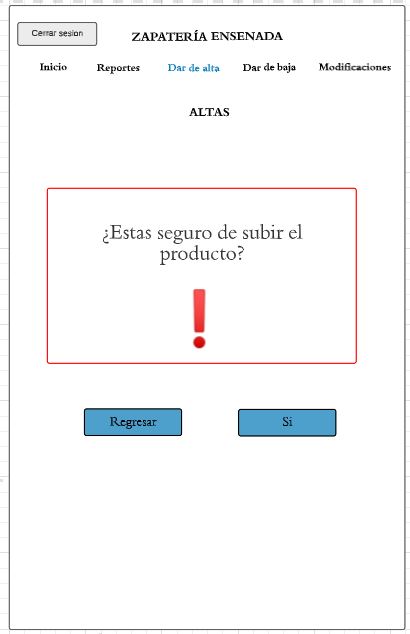 Cerrar sesion
ZAPATERÍA ENSENADA
Inicio Reportes Dar de alta Dar de baja Modificaciones
ALTAS
¿Estas seguro de subir el
producto?
Regresar Si